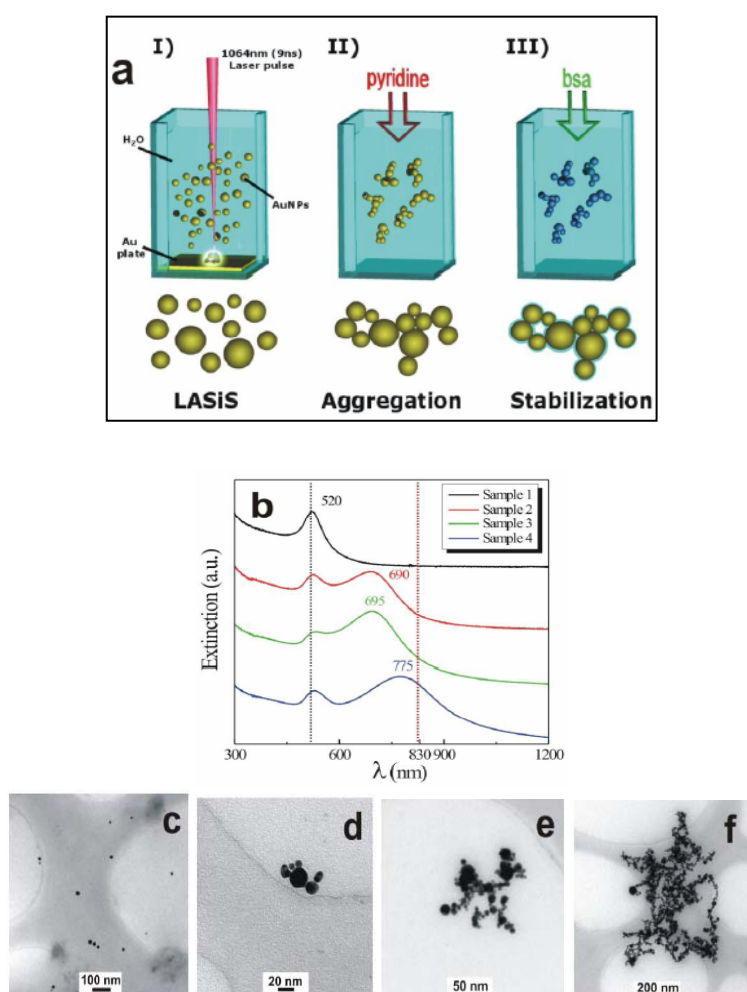 I) II) III)
a
1064nm (9ns)
Laser pulse
pyridine
bsa
H₂O
AuNPs
Au
plate
LASiS Aggregation Stabilization
b
520
690
695
775
Sample 1
Sample 2
Sample 3
Sample 4
Extinction (a.u.)
300 600 830 900 1200
λ (nm)
c d e f
100 nm 20 nm 50 nm 200 nm